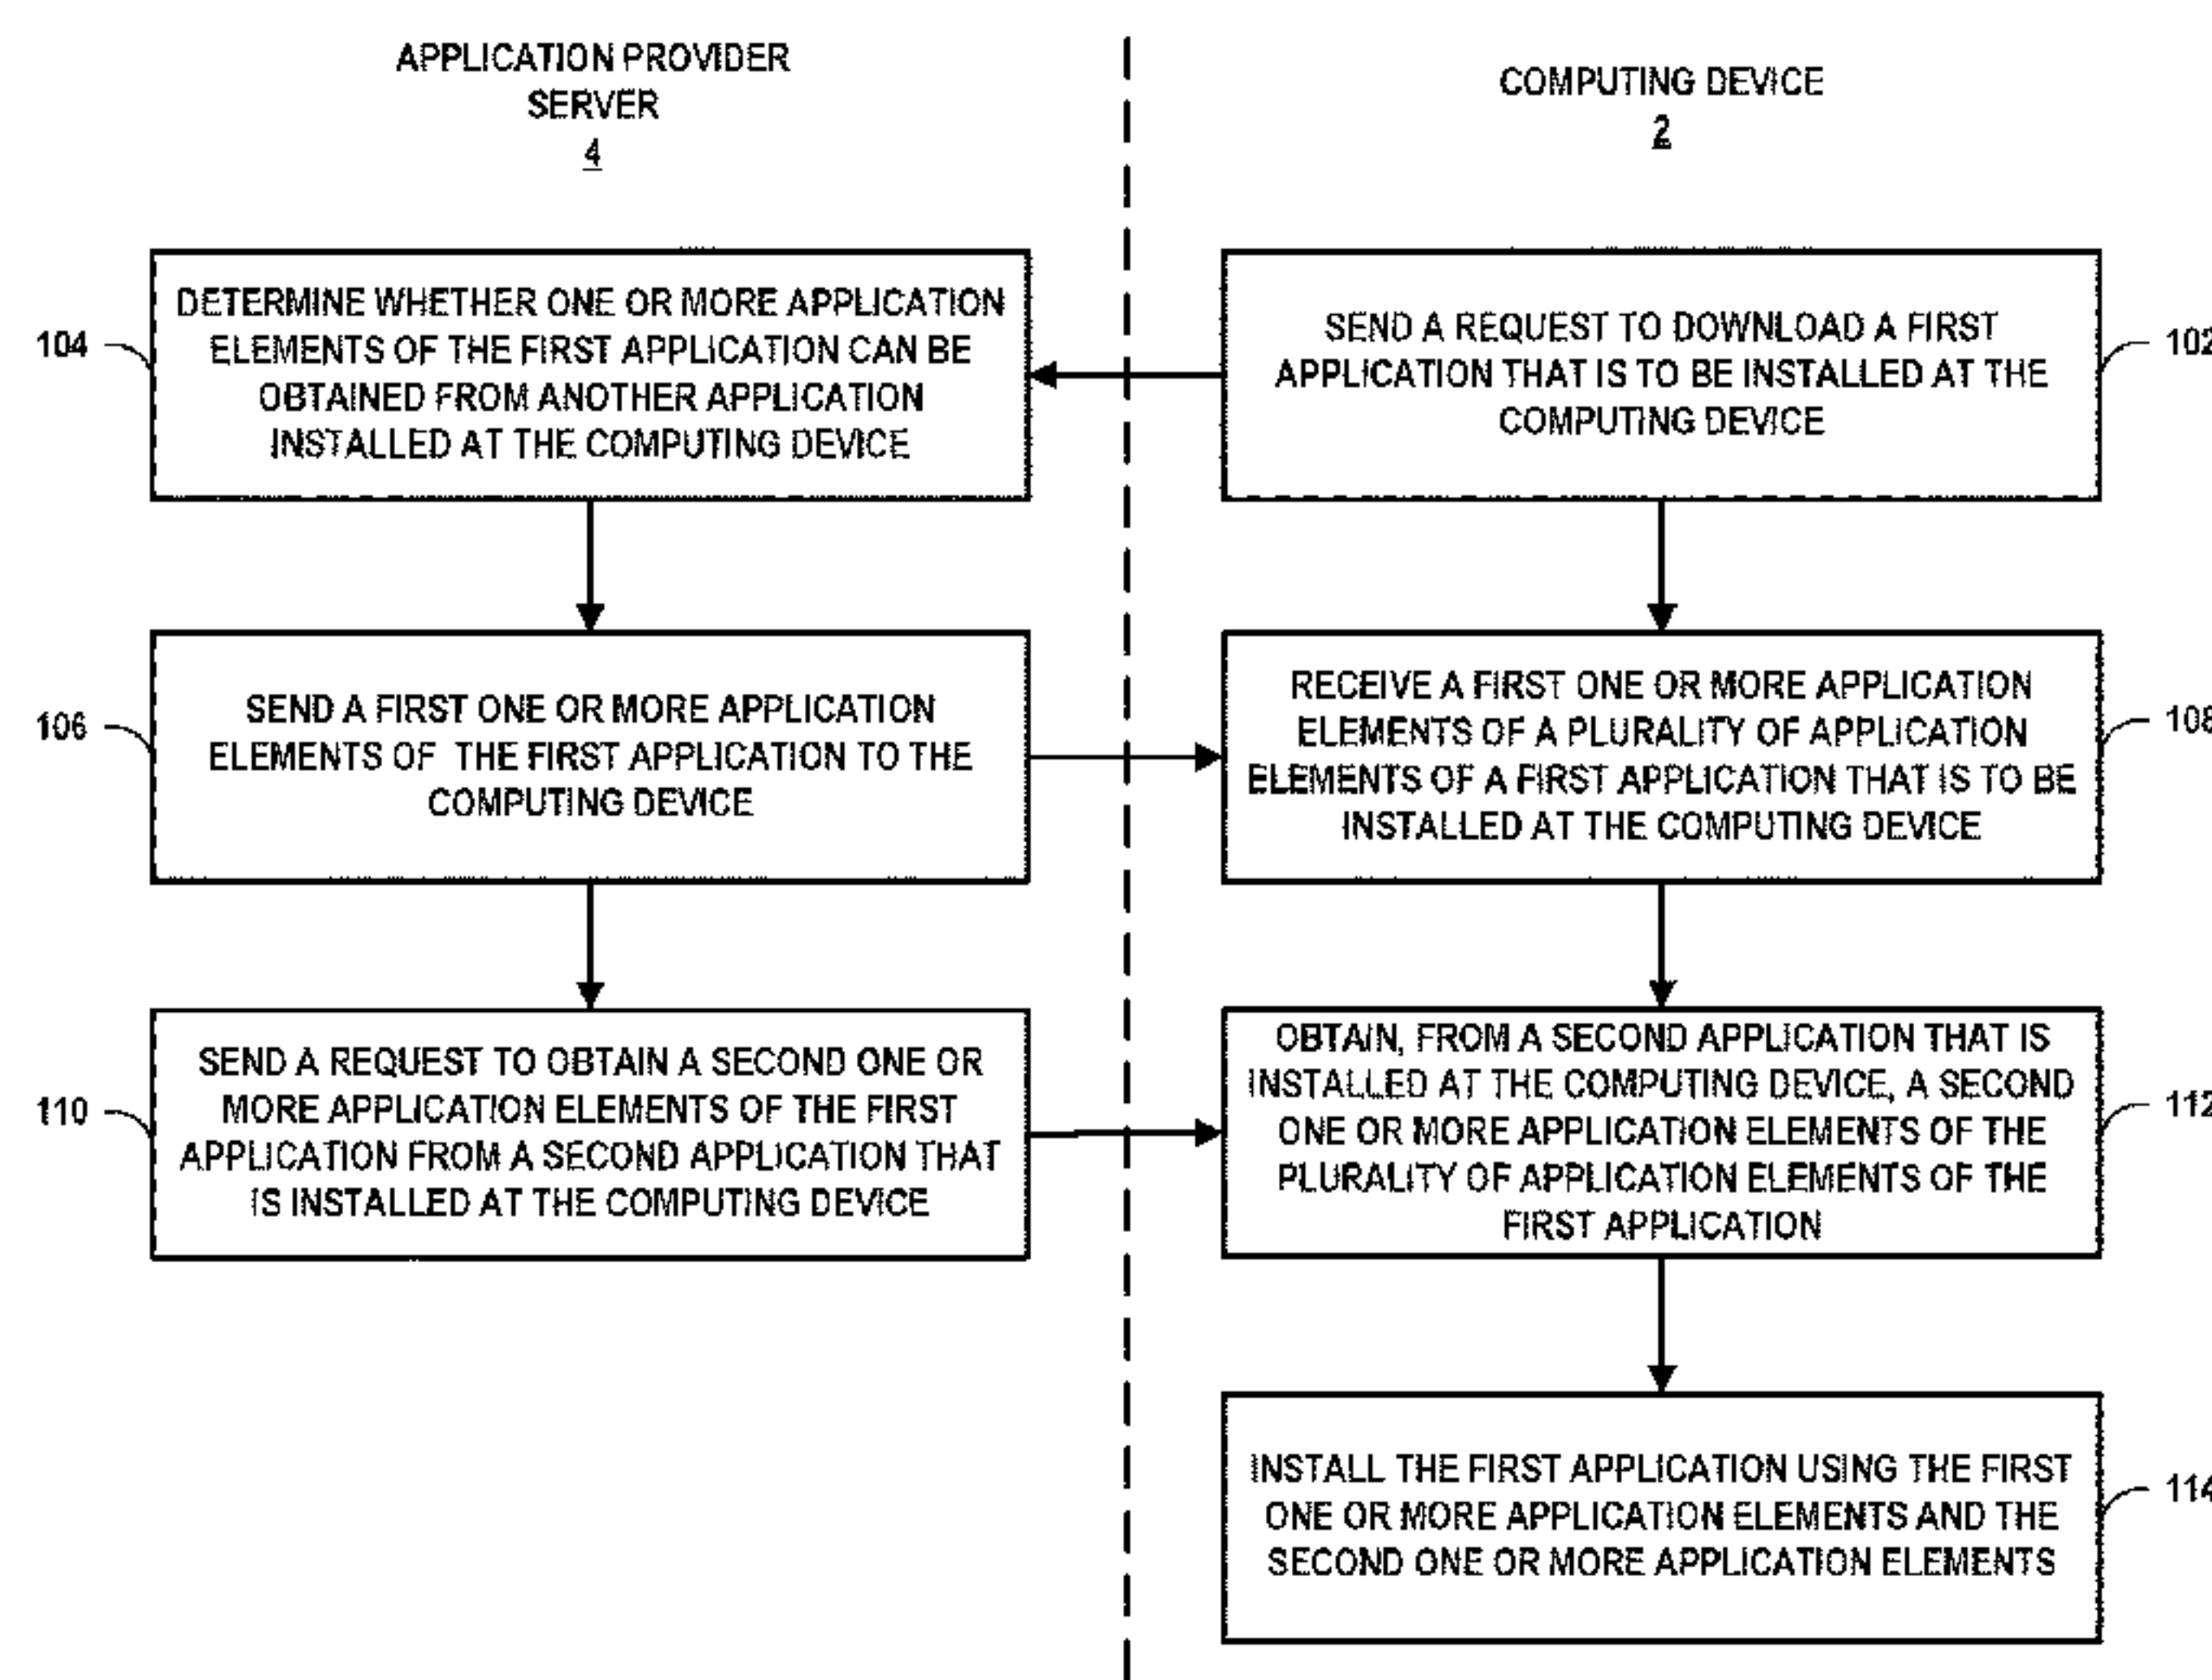 APPLICATION PROVIDER
SERVER
4
COMPUTING DEVICE
2
104
DETERMINE WHETHER ONE OR MORE APPLICATION
ELEMENTS OF THE FIRST APPLICATION CAN BE
OBTAINED FROM ANOTHER APPLICATION
INSTALLED AT THE COMPUTING DEVICE
SEND A REQUEST TO DOWNLOAD A FIRST
APPLICATION THAT IS TO BE INSTALLED AT THE
COMPUTING DEVICE
102
106
SEND A FIRST ONE OR MORE APPLICATION
ELEMENTS OF THE FIRST APPLICATION TO THE
COMPUTING DEVICE
RECEIVE A FIRST ONE OR MORE APPLICATION
ELEMENTS OF A PLURALITY OF APPLICATION
ELEMENTS OF A FIRST APPLICATION THAT IS TO BE
INSTALLED AT THE COMPUTING DEVICE
108
110
SEND A REQUEST TO OBTAIN A SECOND ONE OR
MORE APPLICATION ELEMENTS OF THE FIRST
APPLICATION FROM A SECOND APPLICATION THAT
IS INSTALLED AT THE COMPUTING DEVICE
OBTAIN, FROM A SECOND APPLICATION THAT IS
INSTALLED AT THE COMPUTING DEVICE, A SECOND
ONE OR MORE APPLICATION ELEMENTS OF THE
PLURALITY OF APPLICATION ELEMENTS OF THE
FIRST APPLICATION
112
INSTALL THE FIRST APPLICATION USING THE FIRST
ONE OR MORE APPLICATION ELEMENTS AND THE
SECOND ONE OR MORE APPLICATION ELEMENTS
114